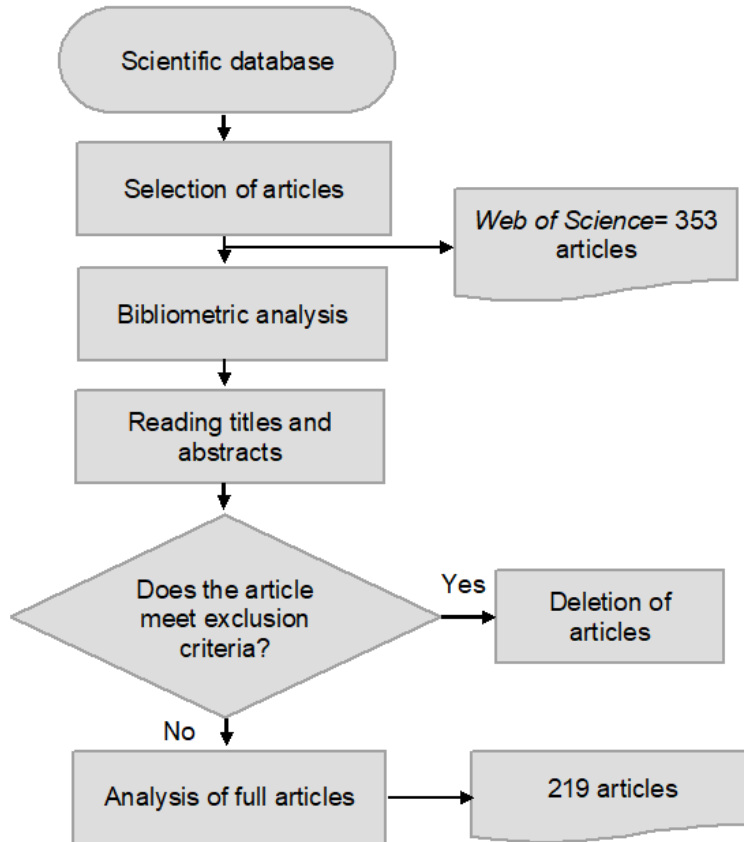 Scientific database
Selection of articles
Web of Science= 353
articles
Bibliometric analysis
Reading titles and
abstracts
Does the article
meet exclusion
criteria?
Yes
Deletion of
articles
No
Analysis of full articles
219 articles